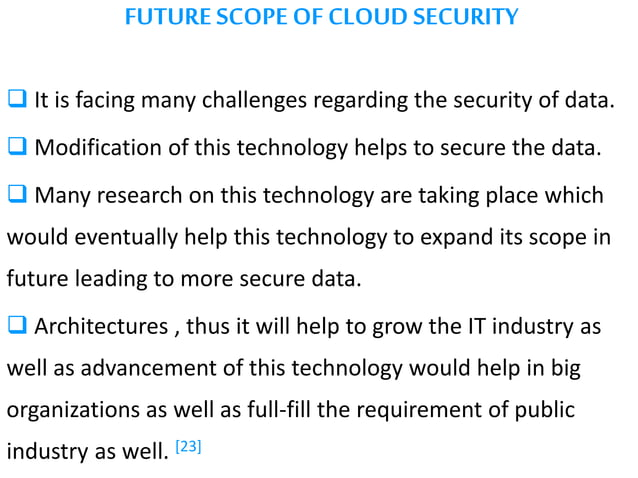 FUTURE SCOPE OF CLOUD SECURITY
❑ It is facing many challenges regarding the security of data.
❑ Modification of this technology helps to secure the data.
❑ Many research on this technology are taking place which
would eventually help this technology to expand its scope in
future leading to more secure data.
❑ Architectures , thus it will help to grow the IT industry as
well as advancement of this technology would help in big
organizations as well as full-fill the requirement of public
industry as well. [23]